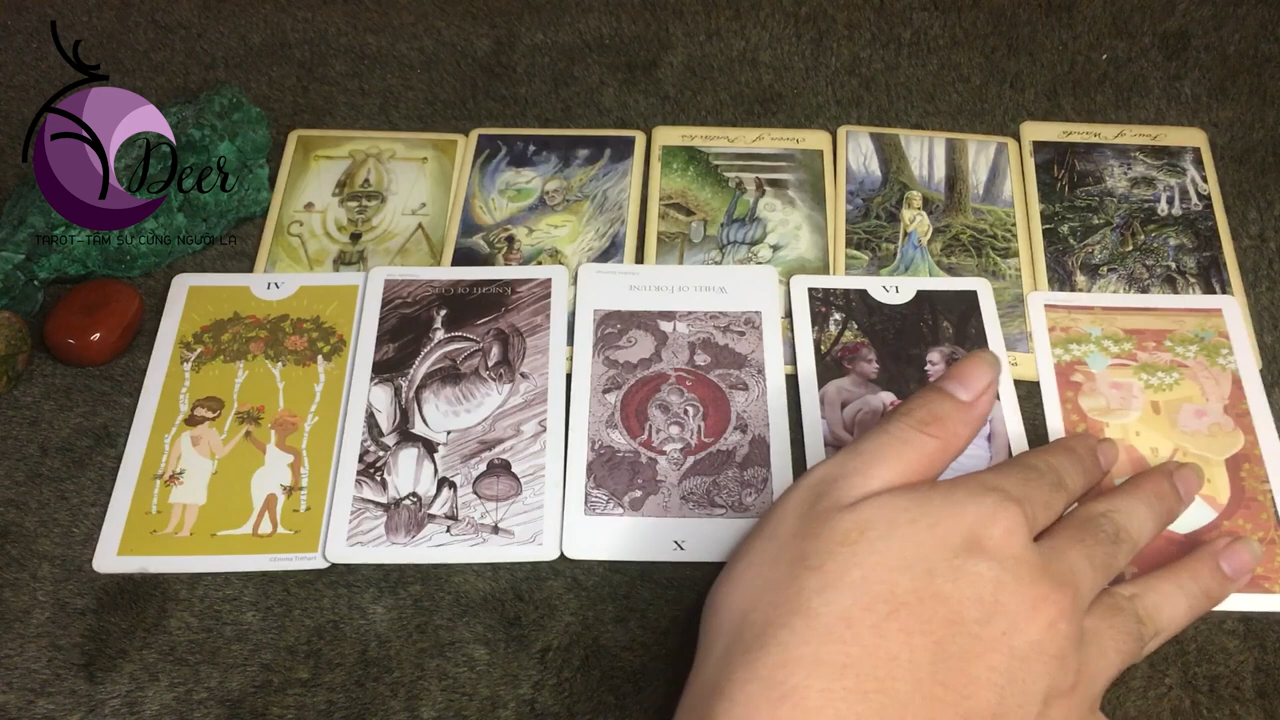 Deer
TAROT-TÂM SỰ CÙNG NGƯỜI LẠ
Seven of Pentacles
Four of Wands
VI
KNIGHT OF CUPS
WHEEL OF FORTUNE
VI
X
©Emma Trithart